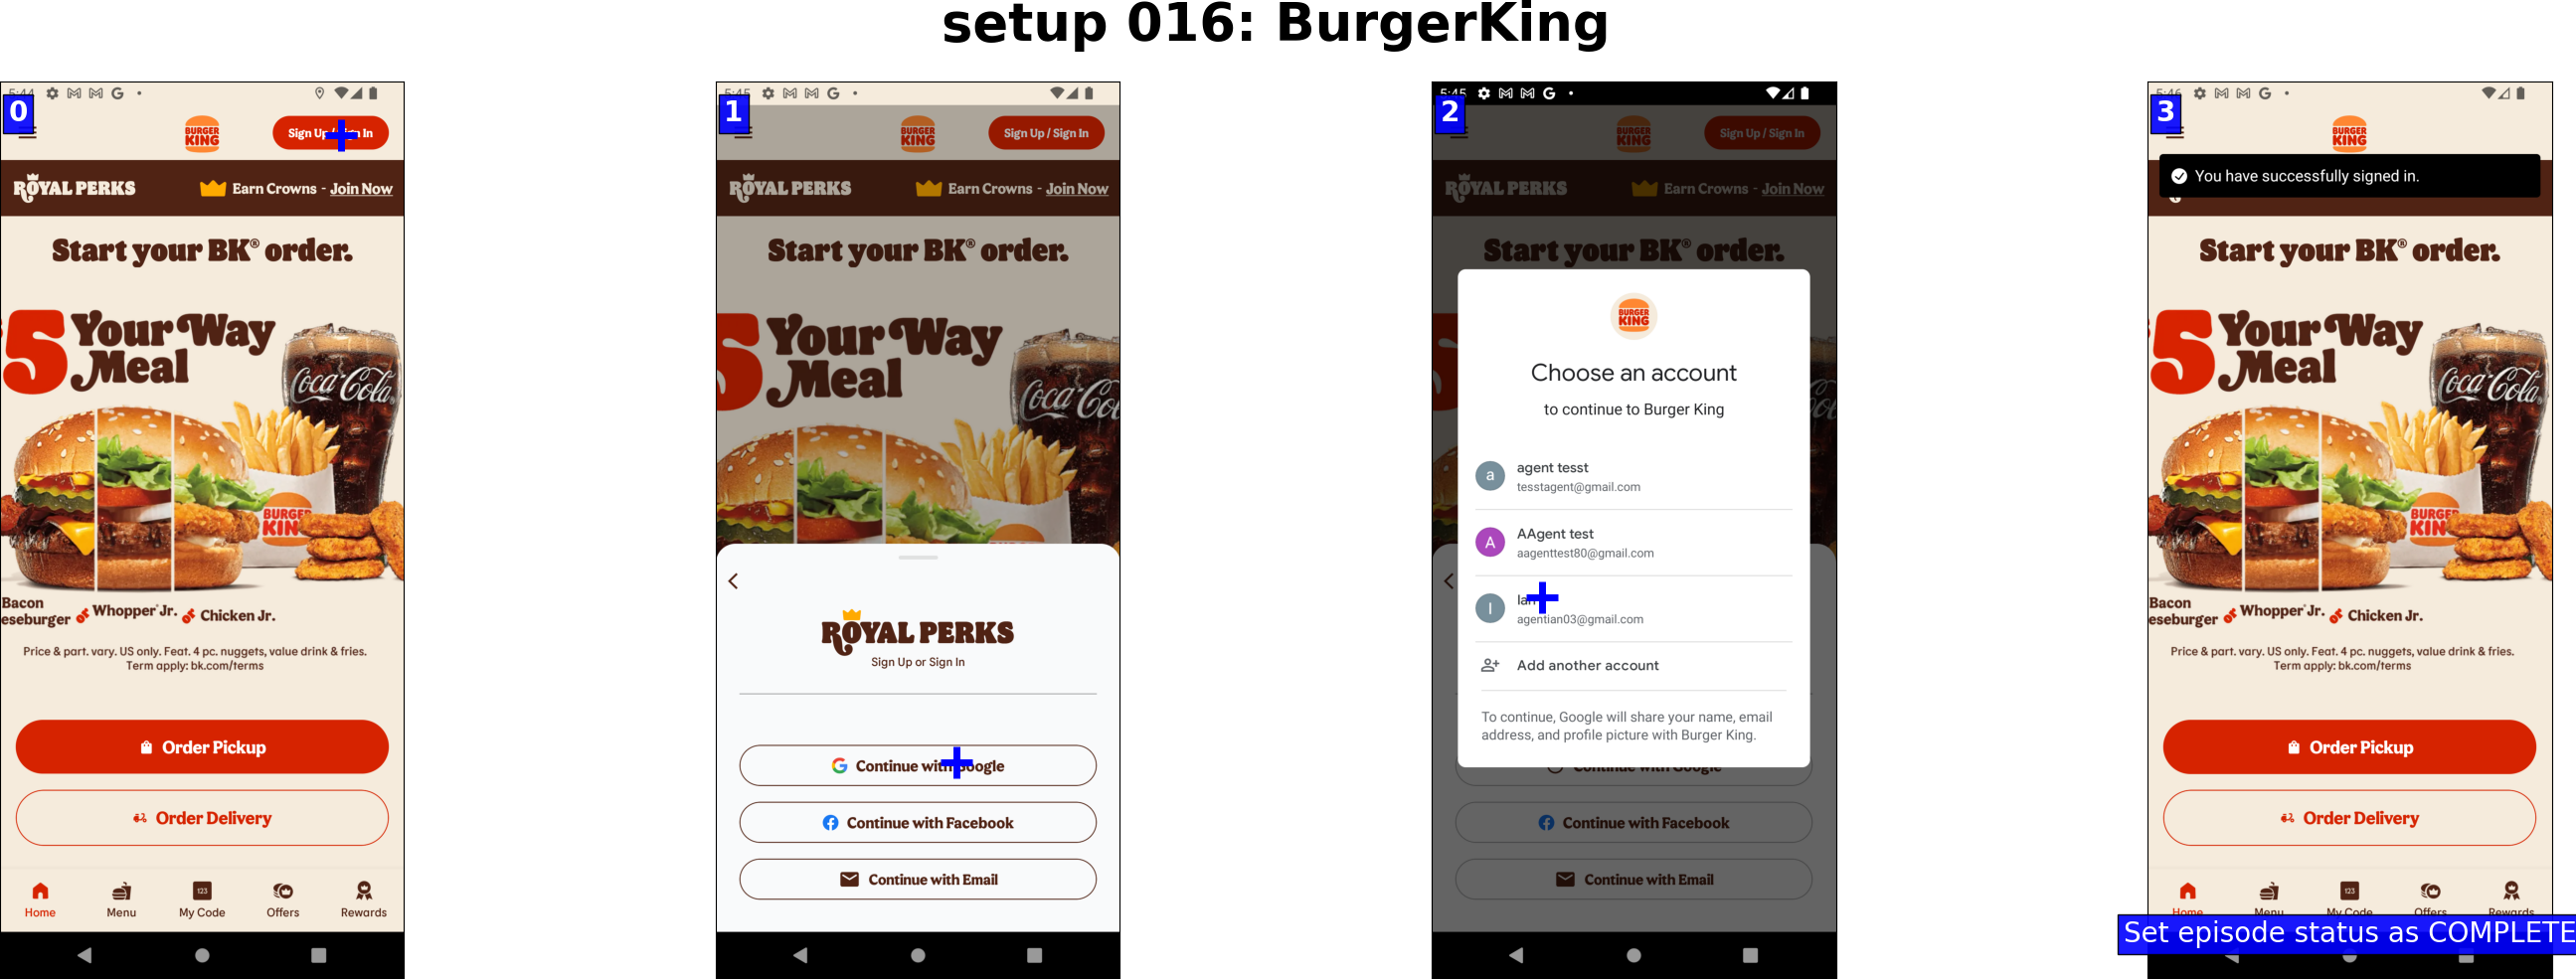 setup 016: BurgerKing
0
BURGER
KING
ROYAL PERKS
Earn Crowns - Join Now
Start your BK® order.
5 Your Way
Meal
Coca-Cola
BURGER
KING
Bacon
eseburger
Whopper Jr.
Chicken Jr.
Price & part. vary. US only. Feat. 4 pc. nuggets, value drink & fries.
Term apply: bk.com/terms
Order Pickup
Order Delivery
123
Home
Menu
My Code
Offers
Rewards
5:45
1
BURGER
KING
Sign Up / Sign In
ROYAL PERKS
Earn Crowns - Join Now
Start your BK® order.
Your Way
Meal
ROYAL PERKS
Sign Up or Sign In
Continue with Google
Continue with Facebook
Continue with Email
5:45
2
BURGER
KING
Sign Up / Sign In
ROYAL PERKS
Earn Crowns - Join Now
Start your BK® order.
BURGER
KING
Choose an account
to continue to Burger King
a
agent tesst
tesstagent@gmail.com
A
AAgent test
aagenttest80@gmail.com
I
agentian03@gmail.com
Add another account
To continue, Google will share your name, email
address, and profile picture with Burger King.
Continue with Google
Continue with Facebook
Continue with Email
5:46
3
BURGER
KING
You have successfully signed in.
Start your BK® order.
5 Your Way
Meal
Coca-Cola
BURGER
KING
Bacon
eseburger
Whopper Jr.
Chicken Jr.
Price & part. vary. US only. Feat. 4 pc. nuggets, value drink & fries.
Term apply: bk.com/terms
Order Pickup
Order Delivery
123
Home
Menu
My Code
Offers
Rewards
Set episode status as COMPLETE